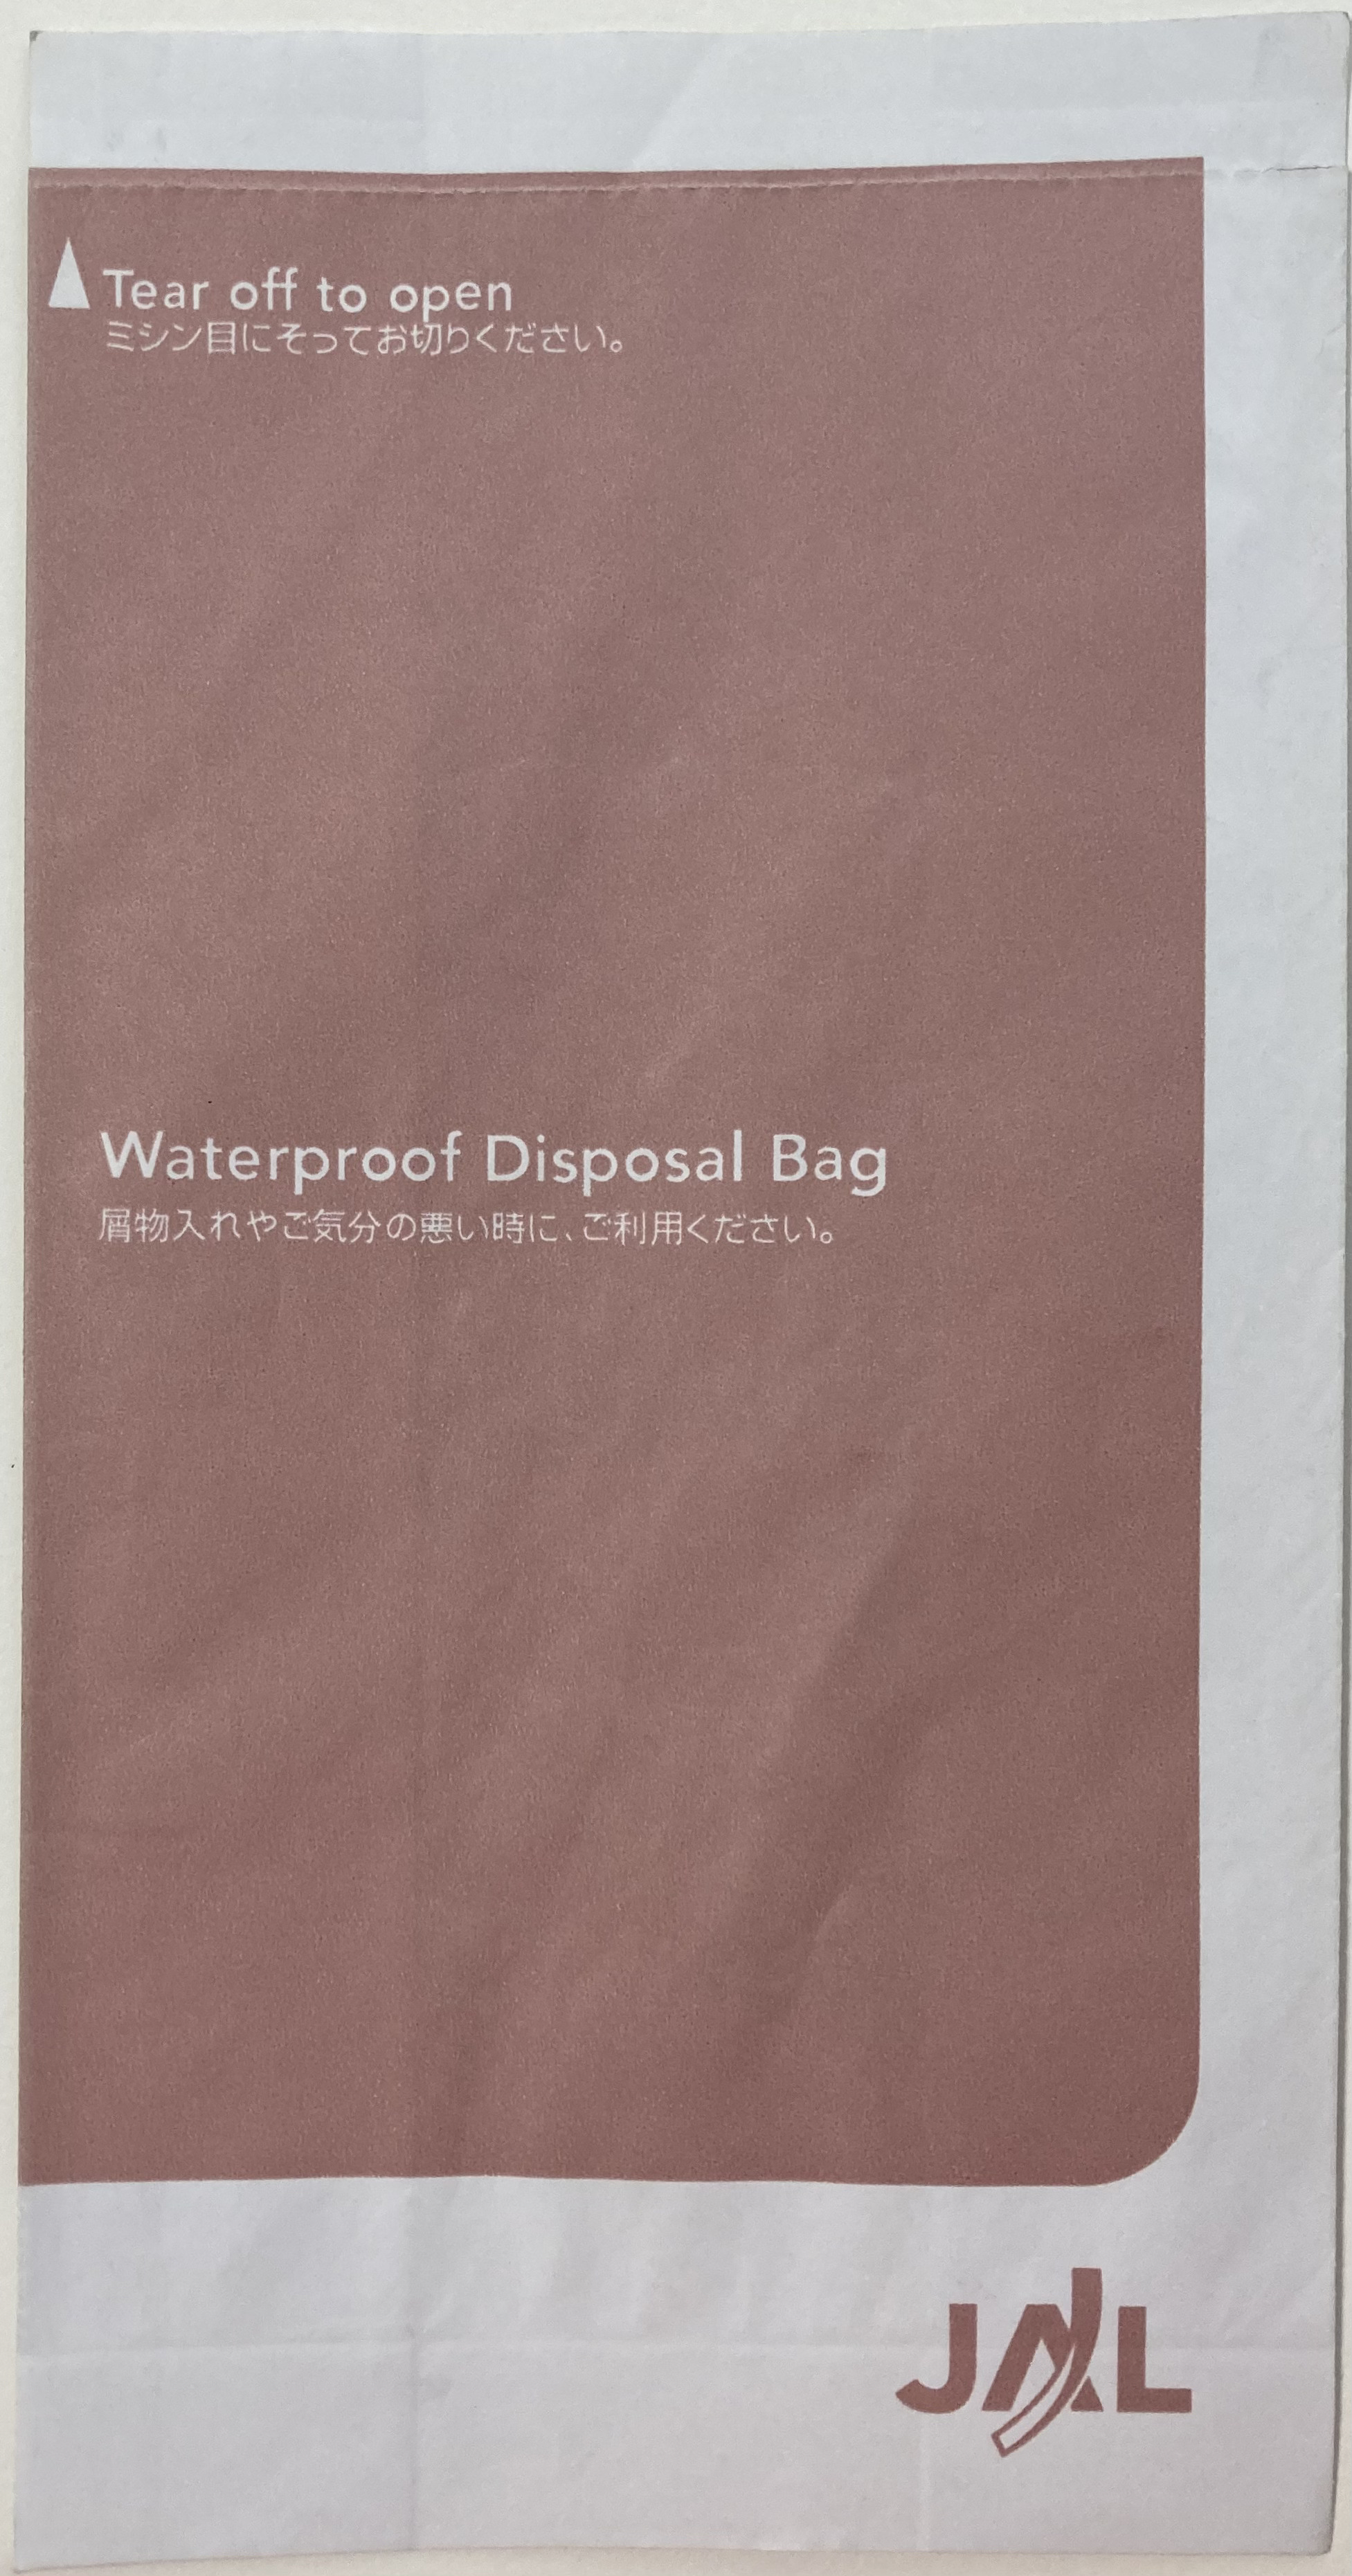 Tear off to open
ミシン目にそってお切りください。
Waterproof Disposal Bag
屑物入れやご気分の悪い時に、ご利用ください。
JAL